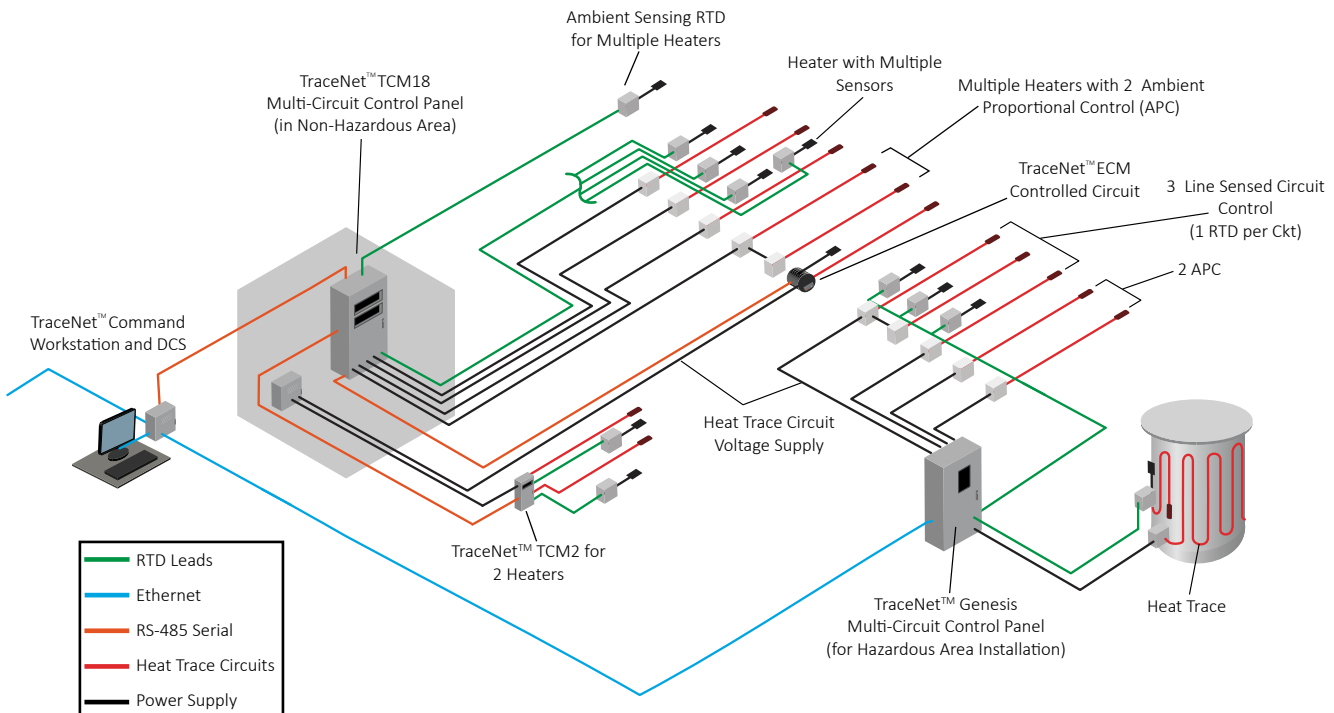 Ambient Sensing RTD
for Multiple Heaters
TraceNet™ TCM18
Multi-Circuit Control Panel
(in Non-Hazardous Area)
Heater with Multiple
Sensors
Multiple Heaters with 2 Ambient
Proportional Control (APC)
TraceNet™ ECM
Controlled Circuit
3 Line Sensed Circuit
Control
(1 RTD per Ckt)
2 APC
TraceNet™ Command
Workstation and DCS
Heat Trace Circuit
Voltage Supply
TraceNet™ TCM2 for
2 Heaters
TraceNet™ Genesis
Multi-Circuit Control Panel
(for Hazardous Area Installation)
Heat Trace
RTD Leads
Ethernet
RS-485 Serial
Heat Trace Circuits
Power Supply